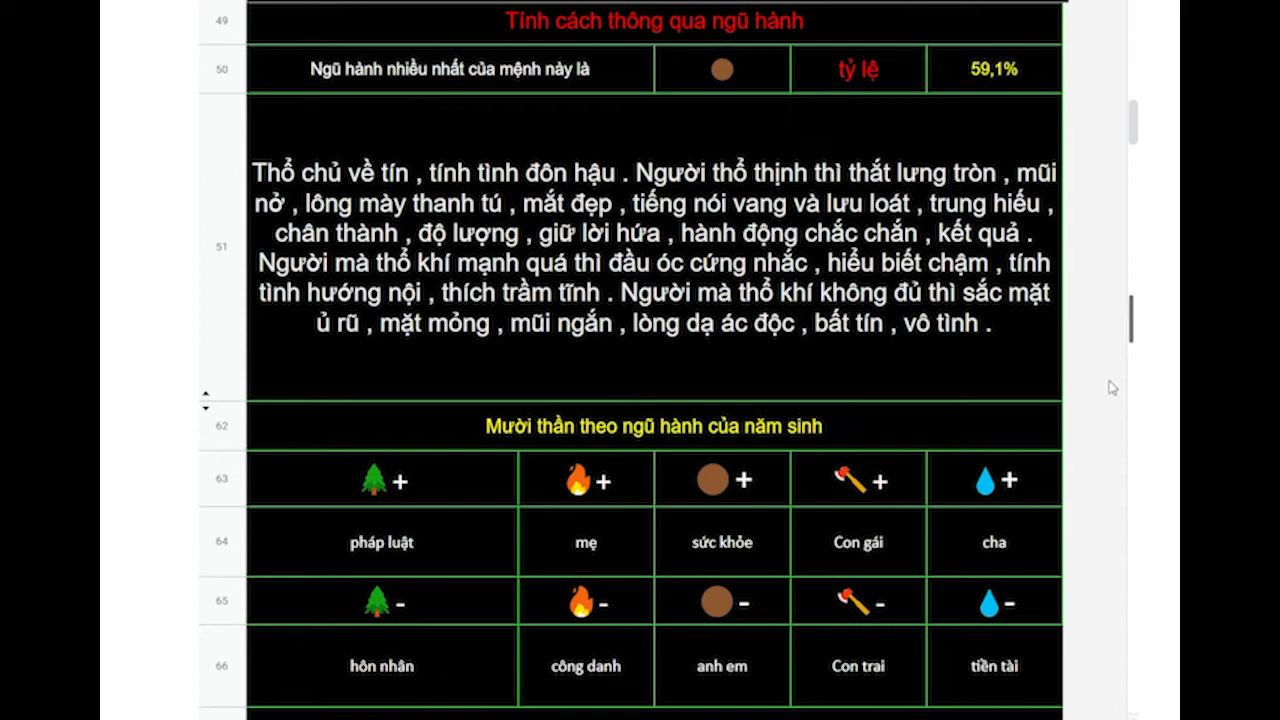 49 Tính cách thông qua ngũ hành
50 Ngũ hành nhiều nhất của mệnh này là tỷ lệ 59,1%
Thổ chủ về tín , tính tình đôn hậu . Người thổ thịnh thì thắt lưng tròn , mũi
nở , lông mày thanh tú , mắt đẹp , tiếng nói vang và lưu loát , trung hiếu ,
chân thành , độ lượng , giữ lời hứa , hành động chắc chắn , kết quả .
51
Người mà thổ khí mạnh quá thì đầu óc cứng nhắc , hiểu biết chậm , tính
tình hướng nội , thích trầm tĩnh . Người mà thổ khí không đủ thì sắc mặt
ủ rũ , mặt mỏng , mũi ngắn , lòng dạ ác độc , bất tín , vô tình .
62 Mười thần theo ngũ hành của năm sinh
63 + + + + +
64 pháp luật mẹ sức khỏe Con gái cha
65 - - - - -
66 hôn nhân công danh anh em Con trai tiền tài